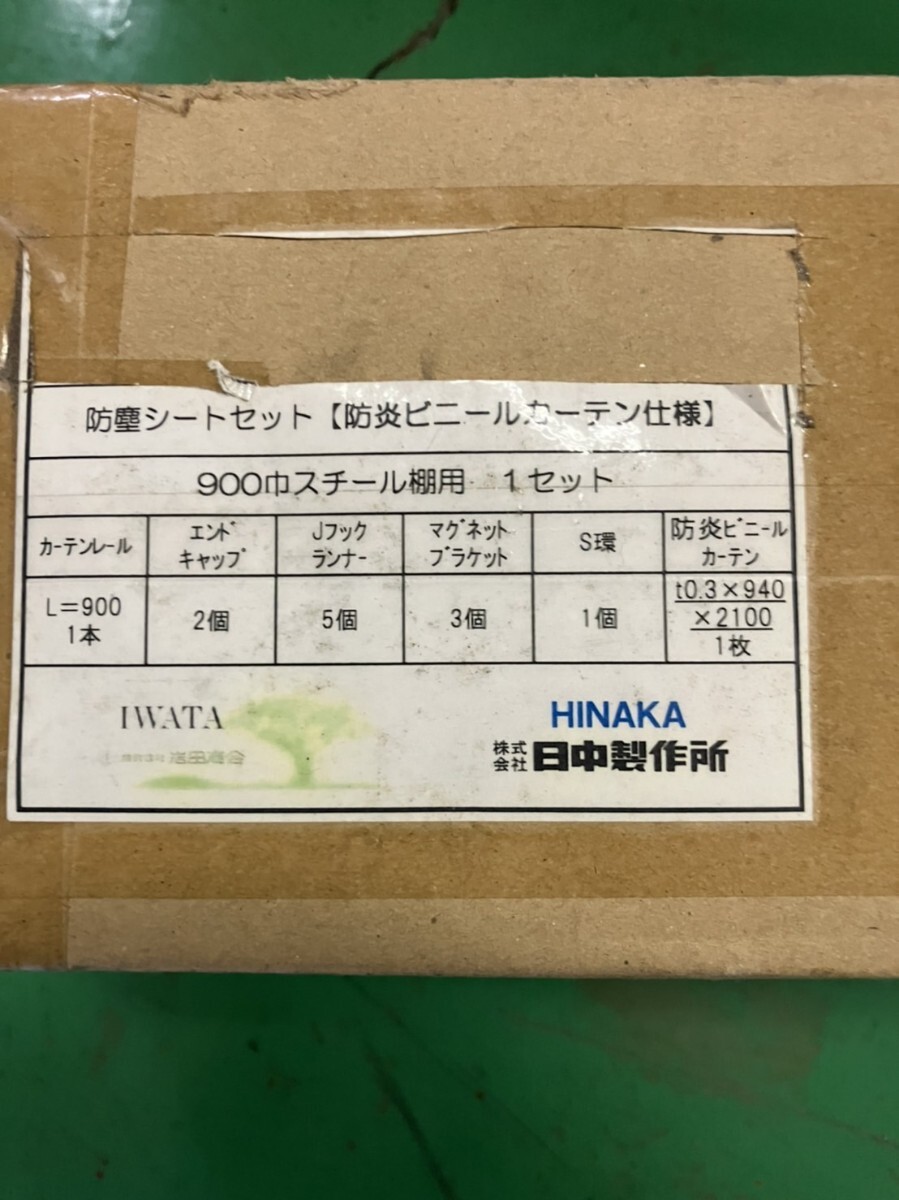 防塵シートセット【防炎ビニールカーテン仕様】
900巾スチール棚用 1セット
カーテンレール
エンド
キャップ
Jフック
ランナー
マグネット
ブラケット
S環
防炎ビニール
カーテン
L=900
1本
2個
5個
3個
1個
t0.3×940
×2100
1枚
IWATA
HINAKA
株式
会社
日中製作所